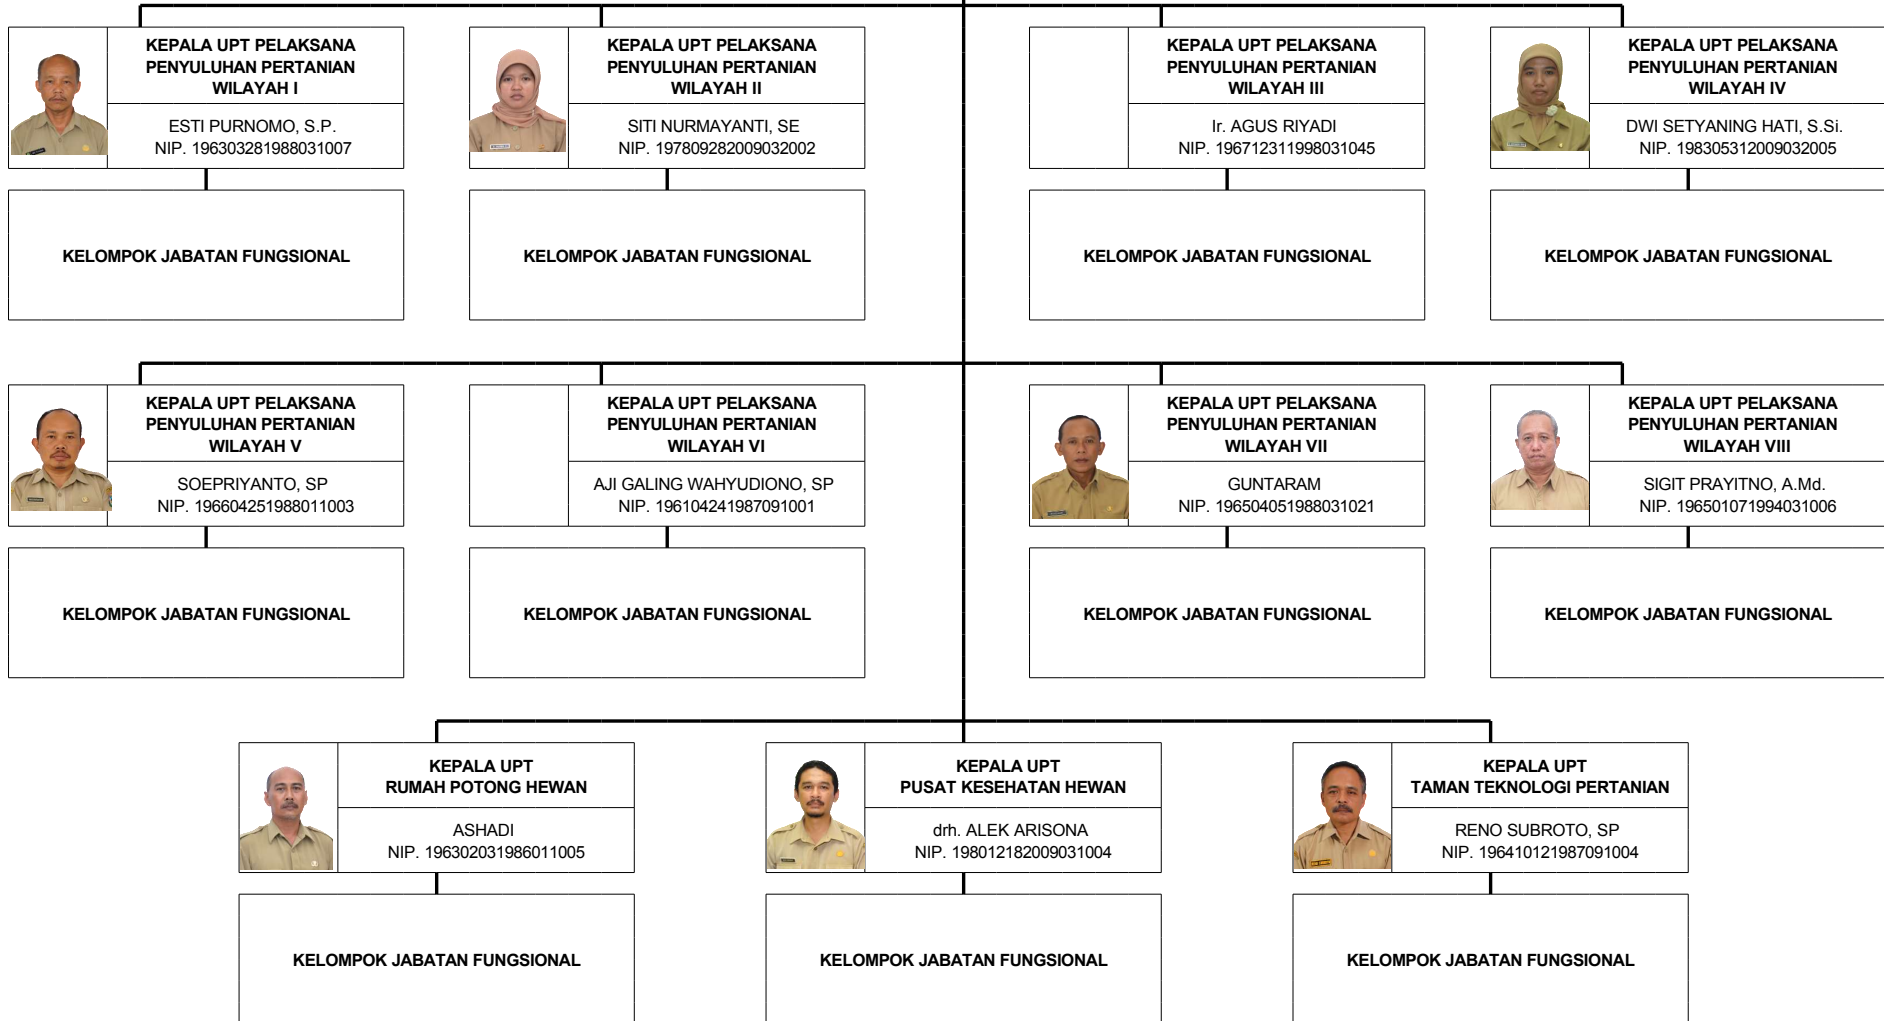 KEPALA UPT PELAKSANA
PENYULUHAN PERTANIAN
WILAYAH I
ESTI PURNOMO, S.P.
NIP. 196303281988031007
KELOMPOK JABATAN FUNGSIONAL
KEPALA UPT PELAKSANA
PENYULUHAN PERTANIAN
WILAYAH II
SITI NURMAYANTI, SE
NIP. 197809282009032002
KELOMPOK JABATAN FUNGSIONAL
KEPALA UPT PELAKSANA
PENYULUHAN PERTANIAN
WILAYAH III
Ir. AGUS RIYADI
NIP. 196712311998031045
KELOMPOK JABATAN FUNGSIONAL
KEPALA UPT PELAKSANA
PENYULUHAN PERTANIAN
WILAYAH IV
DWI SETYANING HATI, S.Si.
NIP. 198305312009032005
KELOMPOK JABATAN FUNGSIONAL
KEPALA UPT PELAKSANA
PENYULUHAN PERTANIAN
WILAYAH V
SOEPRIYANTO, SP
NIP. 196604251988011003
KELOMPOK JABATAN FUNGSIONAL
KEPALA UPT PELAKSANA
PENYULUHAN PERTANIAN
WILAYAH VI
AJI GALING WAHYUDIONO, SP
NIP. 196104241987091001
KELOMPOK JABATAN FUNGSIONAL
KEPALA UPT PELAKSANA
PENYULUHAN PERTANIAN
WILAYAH VII
GUNTARAM
NIP. 196504051988031021
KELOMPOK JABATAN FUNGSIONAL
KEPALA UPT PELAKSANA
PENYULUHAN PERTANIAN
WILAYAH VIII
SIGIT PRAYITNO, A.Md.
NIP. 196501071994031006
KELOMPOK JABATAN FUNGSIONAL
KEPALA UPT
RUMAH POTONG HEWAN
ASHADI
NIP. 196302031986011005
KELOMPOK JABATAN FUNGSIONAL
KEPALA UPT
PUSAT KESEHATAN HEWAN
drh. ALEK ARISONA
NIP. 198012182009031004
KELOMPOK JABATAN FUNGSIONAL
KEPALA UPT
TAMAN TEKNOLOGI PERTANIAN
RENO SUBROTO, SP
NIP. 196410121987091004
KELOMPOK JABATAN FUNGSIONAL